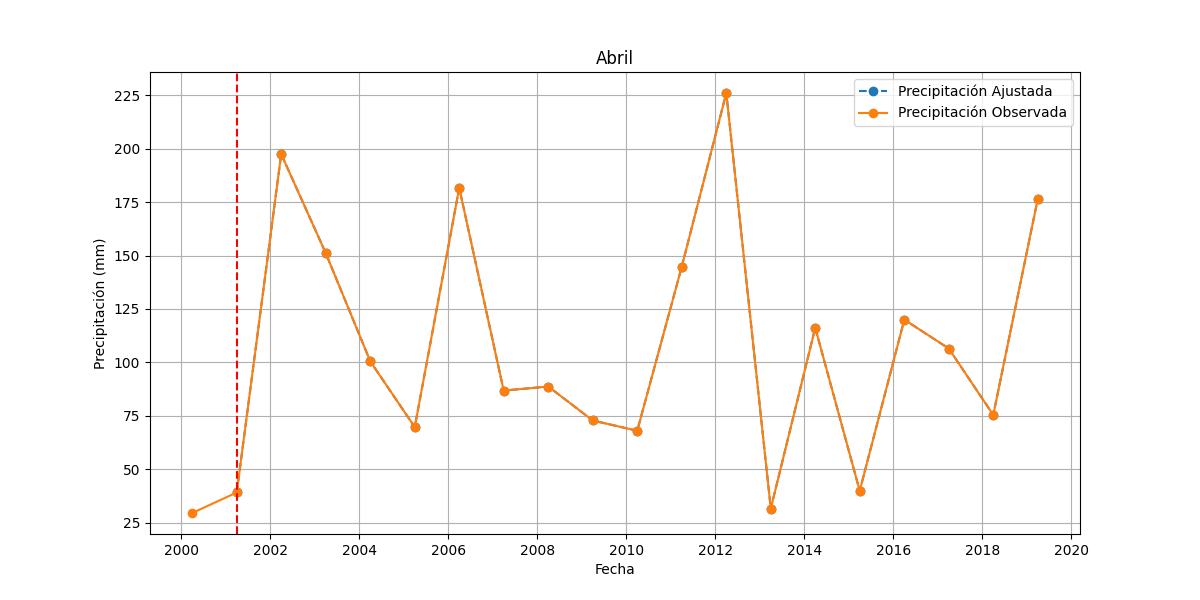 Abril
Precipitación Ajustada
Precipitación Observada
Precipitación (mm)
225
200
175
150
125
100
75
50
25
2000 2002 2004 2006 2008 2010 2012 2014 2016 2018 2020
Fecha